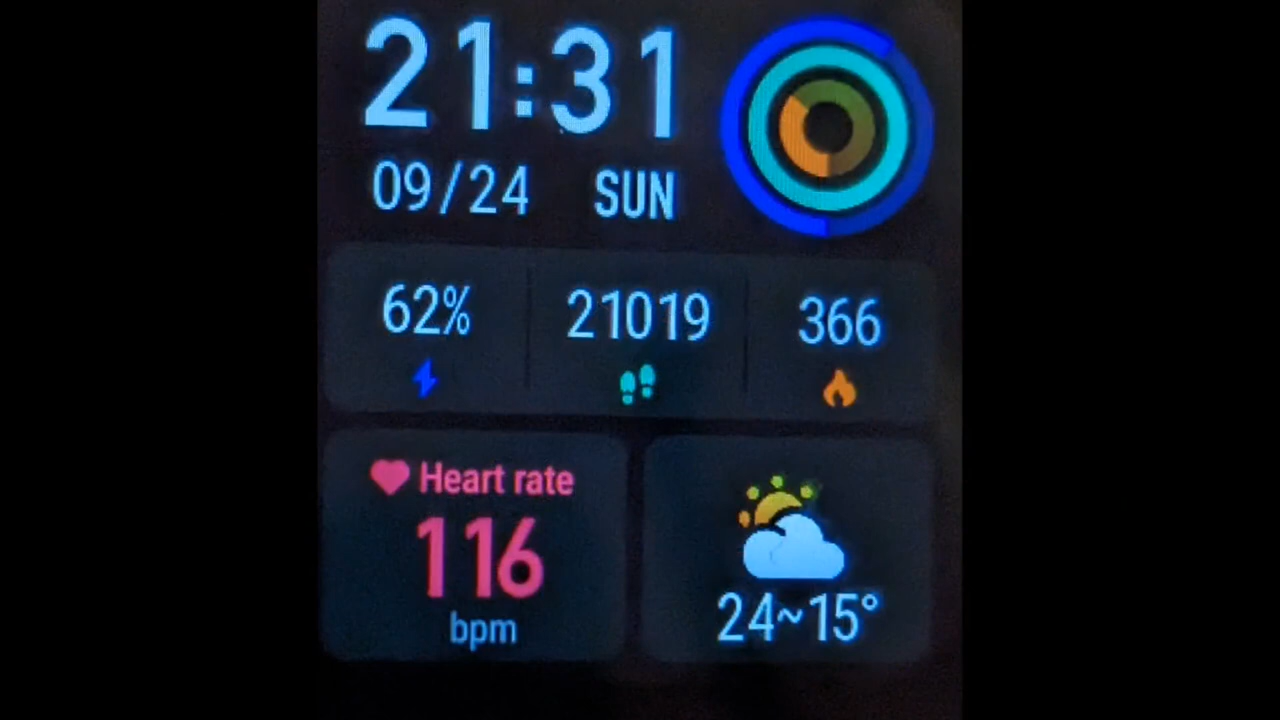 21:31
09/24 SUN
62% 21019 366
Heart rate
116
bpm
24~15°